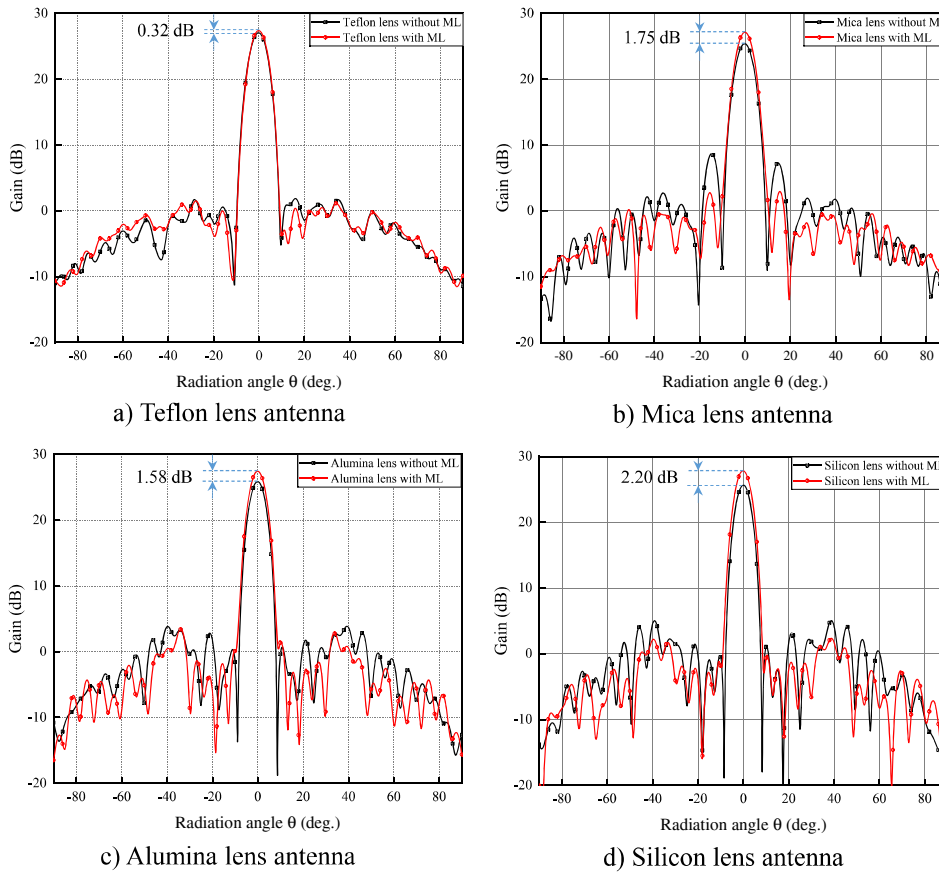 0.32 dB
Teflon lens without ML
Teflon lens with ML
30
20
10
0
-10
-20
Gain (dB)
-80 -60 -40 -20 0 20 40 60 80
Radiation angle θ (deg.)
a) Teflon lens antenna
1.75 dB
Mica lens without ML
Mica lens with ML
30
20
10
0
-10
-20
Gain (dB)
-80 -60 -40 -20 0 20 40 60 80
Radiation angle θ (deg.)
b) Mica lens antenna
1.58 dB
Alumina lens without ML
Alumina lens with ML
30
20
10
0
-10
-20
Gain (dB)
-80 -60 -40 -20 0 20 40 60 80
Radiation angle θ (deg.)
c) Alumina lens antenna
2.20 dB
Silicon lens without ML
Silicon lens with ML
30
20
10
0
-10
-20
Gain (dB)
-80 -60 -40 -20 0 20 40 60 80
Radiation angle θ (deg.)
d) Silicon lens antenna